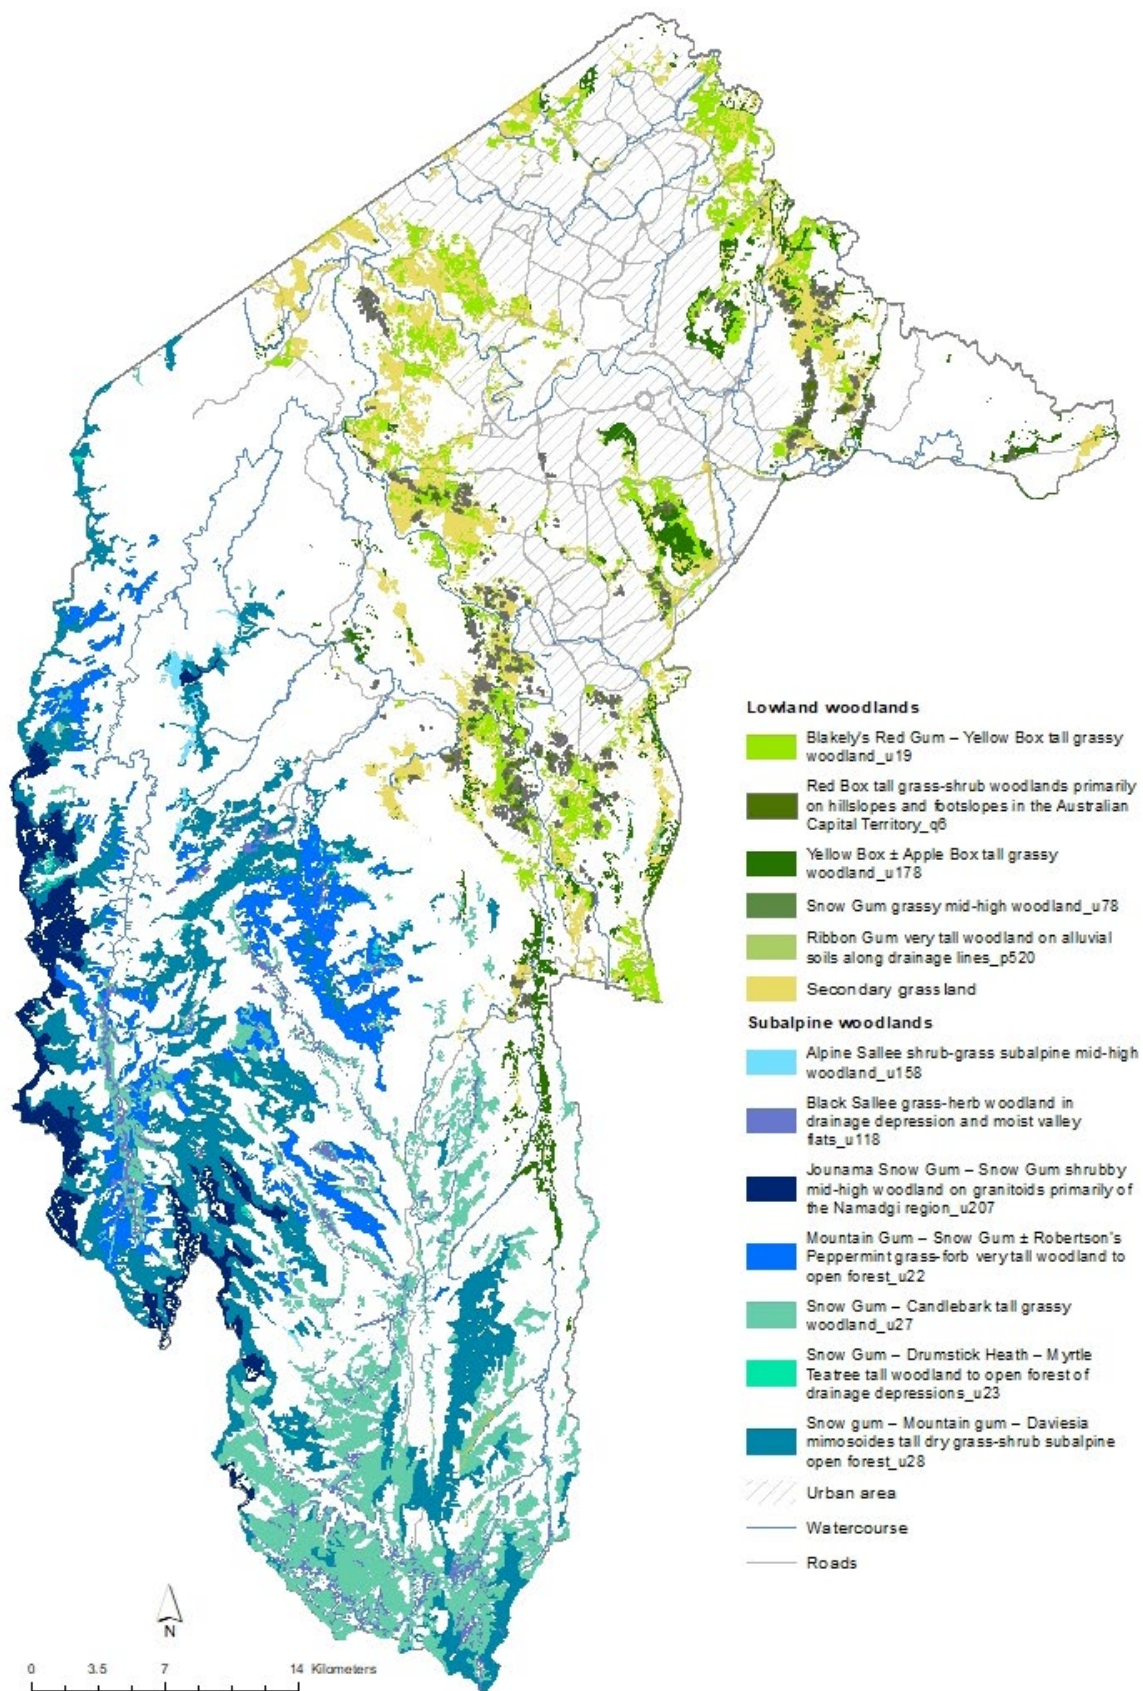 Lowland woodlands
Blakely's Red Gum – Yellow Box tall grassy
woodland_u19
Red Box tall grass-shrub woodlands primarily
on hillslopes and footslopes in the Australian
Capital Territory_q6
Yellow Box ± Apple Box tall grassy
woodland_u178
Snow Gum grassy mid-high woodland_u78
Ribbon Gum very tall woodland on alluvial
soils along drainage lines_p520
Secondary grassland
Subalpine woodlands
Alpine Sallee shrub-grass subalpine mid-high
woodland_u158
Black Sallee grass-herb woodland in
drainage depression and moist valley
flats_u118
Jounama Snow Gum – Snow Gum shrubby
mid-high woodland on granitoids primarily of
the Namadgi region_u207
Mountain Gum – Snow Gum ± Robertson's
Peppermint grass-forb very tall woodland to
open forest_u22
Snow Gum – Candlebark tall grassy
woodland_u27
Snow Gum – Drumstick Heath – Myrtle
Teatree tall woodland to open forest of
drainage depressions_u23
Snow gum – Mountain gum – Daviesia
mimosoides tall dry grass-shrub subalpine
open forest_u28
Urban area
Watercourse
Roads
N
0 3.5 7 14 Kilometers